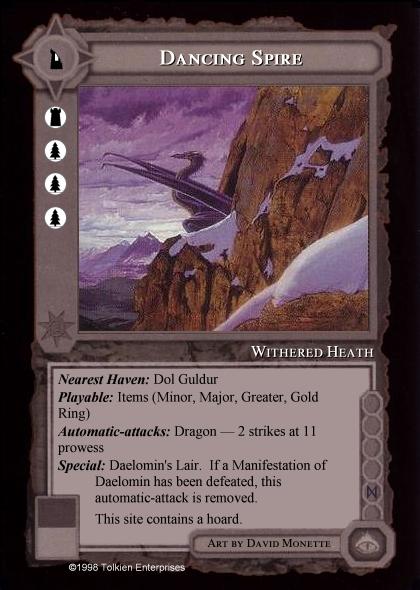 Dancing Spire
Withered Heath
Nearest Haven: Dol Guldur
Playable: Items (Minor, Major, Greater, Gold
Ring)
Automatic-attacks: Dragon — 2 strikes at 11
prowess
Special: Daelomin's Lair. If a Manifestation of
Daelomin has been defeated, this
automatic-attack is removed.
This site contains a hoard.
Art by David Monette
©1998 Tolkien Enterprises